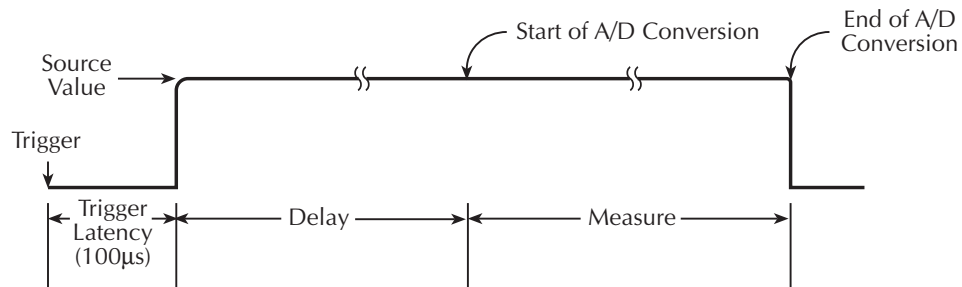 Start of A/D Conversion
End of A/D
Conversion
Source
Value
Trigger
Trigger
Latency
(100µs)
Delay
Measure